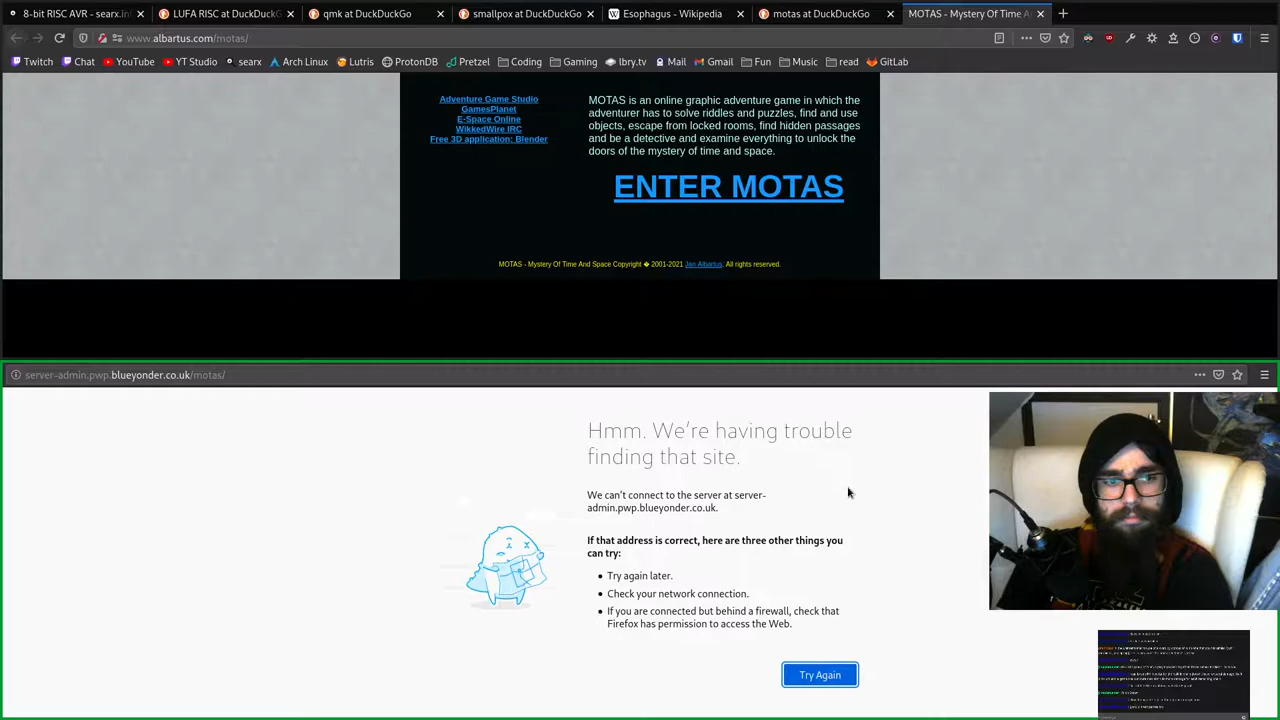 8-bit RISC AVR - searx.in
LUFA RISC at DuckDuckG
qmk at DuckDuckGo
smallpox at DuckDuckGo
Esophagus - Wikipedia
motas at DuckDuckGo
MOTAS - Mystery Of Time A
www.albartus.com/motas/
Twitch
Chat
YouTube
YT Studio
searx
Arch Linux
Lutris
ProtonDB
Pretzel
Coding
Gaming
lbry.tv
Mail
Gmail
Fun
Music
read
GitLab
Adventure Game Studio
GamesPlanet
E-Space Online
WikkedWire IRC
Free 3D application: Blender
MOTAS is an online graphic adventure game in which the
adventurer has to solve riddles and puzzles, find and use
objects, escape from locked rooms, find hidden passages
and be a detective and examine everything to unlock the
doors of the mystery of time and space.
ENTER MOTAS
MOTAS - Mystery Of Time And Space Copyright � 2001-2021 Jan Albartus. All rights reserved.
server-admin.pwp.blueyonder.co.uk/motas/
Hmm. We’re having trouble
finding that site.
We can’t connect to the server at server-
admin.pwp.blueyonder.co.uk.
If that address is correct, here are three other things you
can try:
Try again later.
Check your network connection.
If you are connected but behind a firewall, check that
Firefox has permission to access the Web.
Try Again